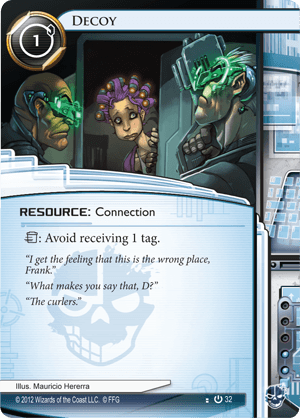 Decoy
1
RESOURCE: Connection
: Avoid receiving 1 tag.
“I get the feeling that this is the wrong place,
Frank.”
“What makes you say that, D?”
“The curlers.”
Illus. Mauricio Hererra
© 2012 Wizards of the Coast LLC. © FFG
32